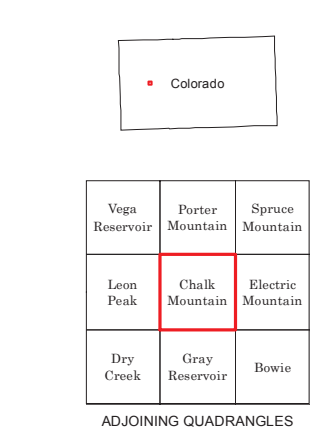 Colorado
Vega
Reservoir
Porter
Mountain
Spruce
Mountain
Leon
Peak
Chalk
Mountain
Electric
Mountain
Dry
Creek
Gray
Reservoir
Bowie
ADJOINING QUADRANGLES